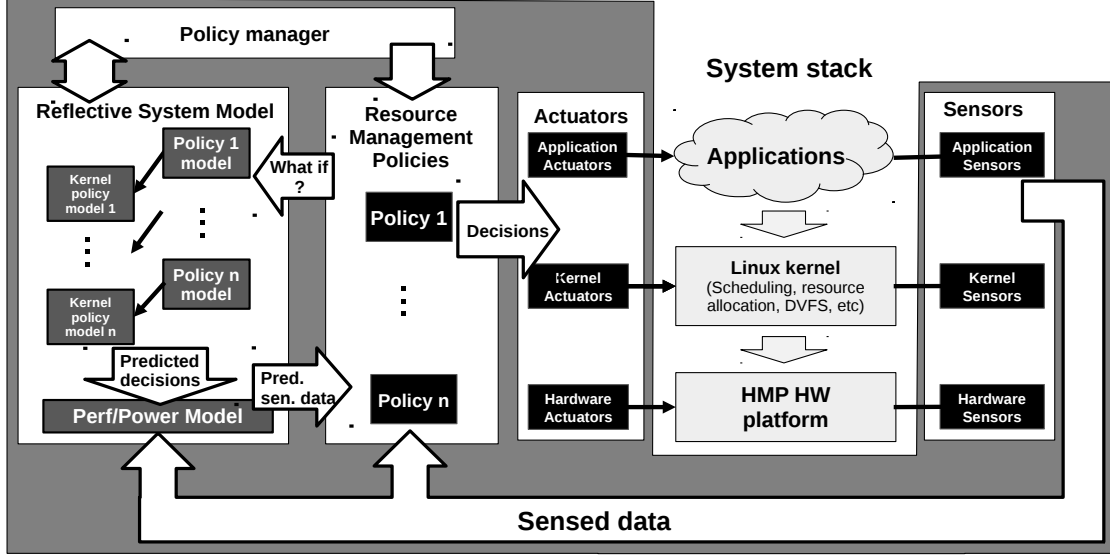 Policy manager
System stack
Reflective System Model
Policy 1
model
Kernel
policy
model 1
Policy n
model
Kernel
policy
model n
Predicted
decisions
Perf/Power Model
What if
?
Pred.
sen. data
Resource
Management
Policies
Policy 1
Policy n
Decisions
Actuators
Application
Actuators
Kernel
Actuators
Hardware
Actuators
Applications
Linux kernel
(Scheduling, resource
allocation, DVFS, etc)
HMP HW
platform
Sensors
Application
Sensors
Kernel
Sensors
Hardware
Sensors
Sensed data